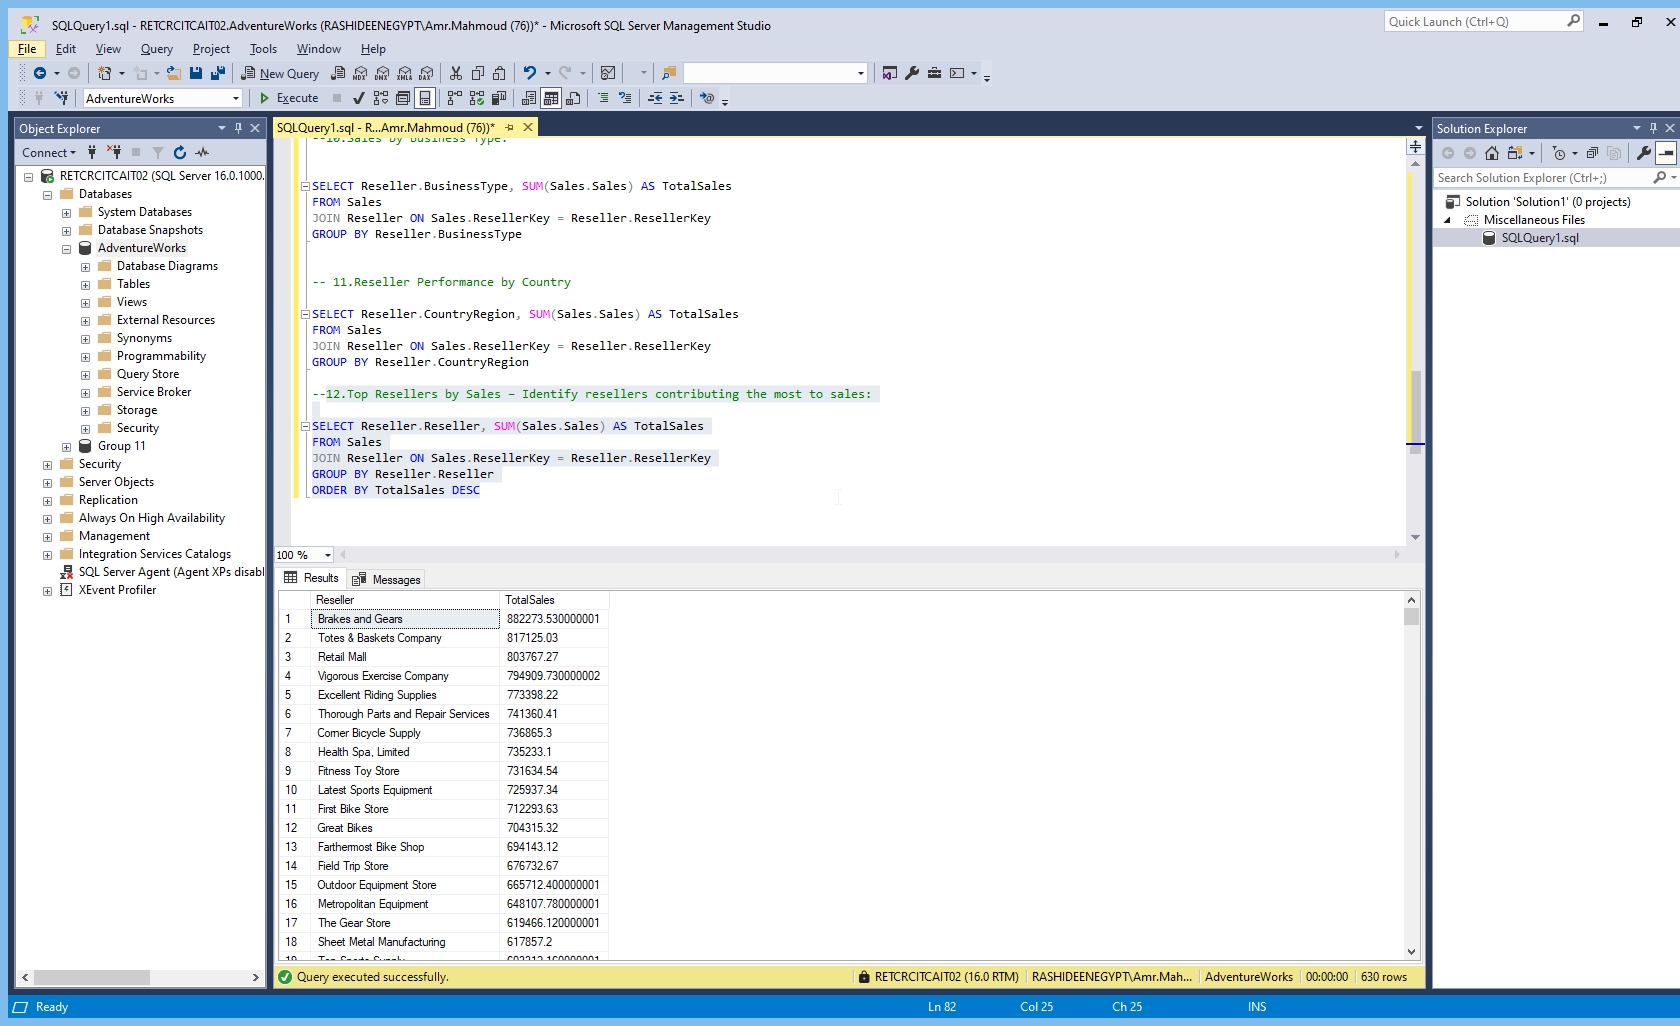 SQLQuery1.sql - RETCRCITCAIT02.AdventureWorks (RASHIDEENEGYPT\Amr.Mahmoud (76))* - Microsoft SQL Server Management Studio
Quick Launch (Ctrl+Q)
File Edit View Query Project Tools Window Help
New Query
MDX DMX XMLA DAX
AdventureWorks
Execute
Object Explorer
Connect
RETCRCITCAIT02 (SQL Server 16.0.1000.
Databases
System Databases
Database Snapshots
AdventureWorks
Database Diagrams
Tables
Views
External Resources
Synonyms
Programmability
Query Store
Service Broker
Storage
Security
Group 11
Security
Server Objects
Replication
Always On High Availability
Management
Integration Services Catalogs
SQL Server Agent (Agent XPs disabl
XEvent Profiler
SQLQuery1.sql - R...Amr.Mahmoud (76))*
--10.Sales by Business Type:
SELECT Reseller.BusinessType, SUM(Sales.Sales) AS TotalSales
FROM Sales
JOIN Reseller ON Sales.ResellerKey = Reseller.ResellerKey
GROUP BY Reseller.BusinessType
-- 11.Reseller Performance by Country
SELECT Reseller.CountryRegion, SUM(Sales.Sales) AS TotalSales
FROM Sales
JOIN Reseller ON Sales.ResellerKey = Reseller.ResellerKey
GROUP BY Reseller.CountryRegion
--12.Top Resellers by Sales – Identify resellers contributing the most to sales:
SELECT Reseller.Reseller, SUM(Sales.Sales) AS TotalSales
FROM Sales
JOIN Reseller ON Sales.ResellerKey = Reseller.ResellerKey
GROUP BY Reseller.Reseller
ORDER BY TotalSales DESC
100 %
Results Messages
Reseller TotalSales
1 Brakes and Gears 882273.530000001
2 Totes & Baskets Company 817125.03
3 Retail Mall 803767.27
4 Vigorous Exercise Company 794909.730000002
5 Excellent Riding Supplies 773398.22
6 Thorough Parts and Repair Services 741360.41
7 Corner Bicycle Supply 736865.3
8 Health Spa, Limited 735233.1
9 Fitness Toy Store 731634.54
10 Latest Sports Equipment 725937.34
11 First Bike Store 712293.63
12 Great Bikes 704315.32
13 Farthermost Bike Shop 694143.12
14 Field Trip Store 676732.67
15 Outdoor Equipment Store 665712.400000001
16 Metropolitan Equipment 648107.780000001
17 The Gear Store 619466.120000001
18 Sheet Metal Manufacturing 617857.2
Query executed successfully.
RETCRCITCAIT02 (16.0 RTM) RASHIDEENEGYPT\Amr.Mah... AdventureWorks 00:00:00 630 rows
Solution Explorer
Search Solution Explorer (Ctrl+;)
Solution 'Solution1' (0 projects)
Miscellaneous Files
SQLQuery1.sql
Ready Ln 82 Col 25 Ch 25 INS